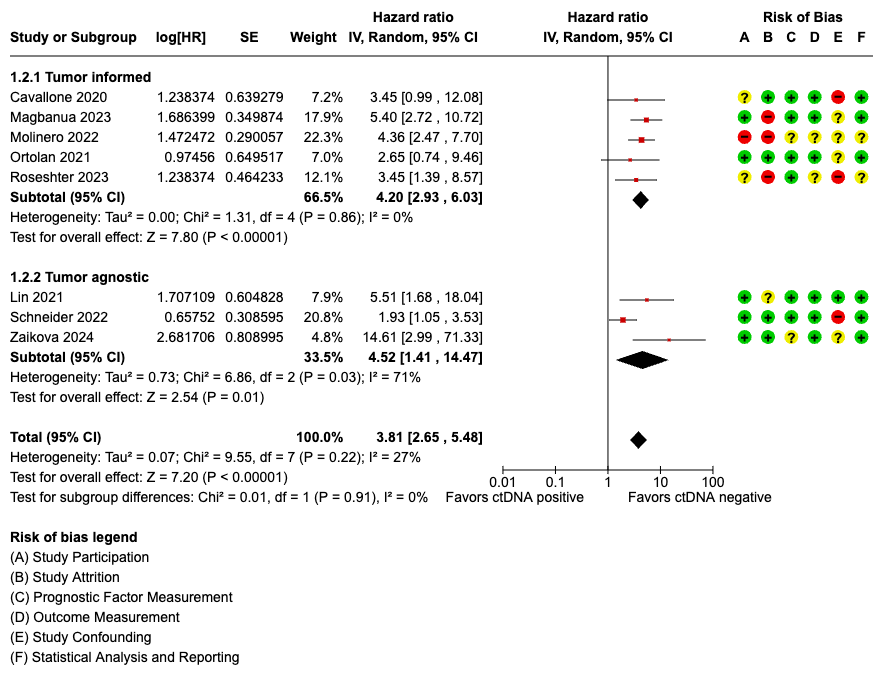 Hazard ratio Hazard ratio Risk of Bias
Study or Subgroup log[HR] SE Weight IV, Random, 95% CI IV, Random, 95% CI A B C D E F
1.2.1 Tumor informed
Cavallone 2020 1.238374 0.639279 7.2% 3.45 [0.99 , 12.08] ? + + + − +
Magbanua 2023 1.686399 0.349874 17.9% 5.40 [2.72 , 10.72] + − + + ? +
Molinero 2022 1.472472 0.290057 22.3% 4.36 [2.47 , 7.70] − − ? ? ? ?
Ortolan 2021 0.97456 0.649517 7.0% 2.65 [0.74 , 9.46] + + + + ? +
Roseshter 2023 1.238374 0.464233 12.1% 3.45 [1.39 , 8.57] ? − + ? − ?
Subtotal (95% CI) 66.5% 4.20 [2.93 , 6.03]
Heterogeneity: Tau² = 0.00; Chi² = 1.31, df = 4 (P = 0.86); I² = 0%
Test for overall effect: Z = 7.80 (P < 0.00001)
1.2.2 Tumor agnostic
Lin 2021 1.707109 0.604828 7.9% 5.51 [1.68 , 18.04] + ? + + + +
Schneider 2022 0.65752 0.308595 20.8% 1.93 [1.05 , 3.53] + + + + − +
Zaikova 2024 2.681706 0.808995 4.8% 14.61 [2.99 , 71.33] + + ? + ? +
Subtotal (95% CI) 33.5% 4.52 [1.41 , 14.47]
Heterogeneity: Tau² = 0.73; Chi² = 6.86, df = 2 (P = 0.03); I² = 71%
Test for overall effect: Z = 2.54 (P = 0.01)
Total (95% CI) 100.0% 3.81 [2.65 , 5.48]
Heterogeneity: Tau² = 0.07; Chi² = 9.55, df = 7 (P = 0.22); I² = 27%
Test for overall effect: Z = 7.20 (P < 0.00001) 0.01 0.1 1 10 100
Test for subgroup differences: Chi² = 0.01, df = 1 (P = 0.91), I² = 0% Favors ctDNA positive Favors ctDNA negative
Risk of bias legend
(A) Study Participation
(B) Study Attrition
(C) Prognostic Factor Measurement
(D) Outcome Measurement
(E) Study Confounding
(F) Statistical Analysis and Reporting